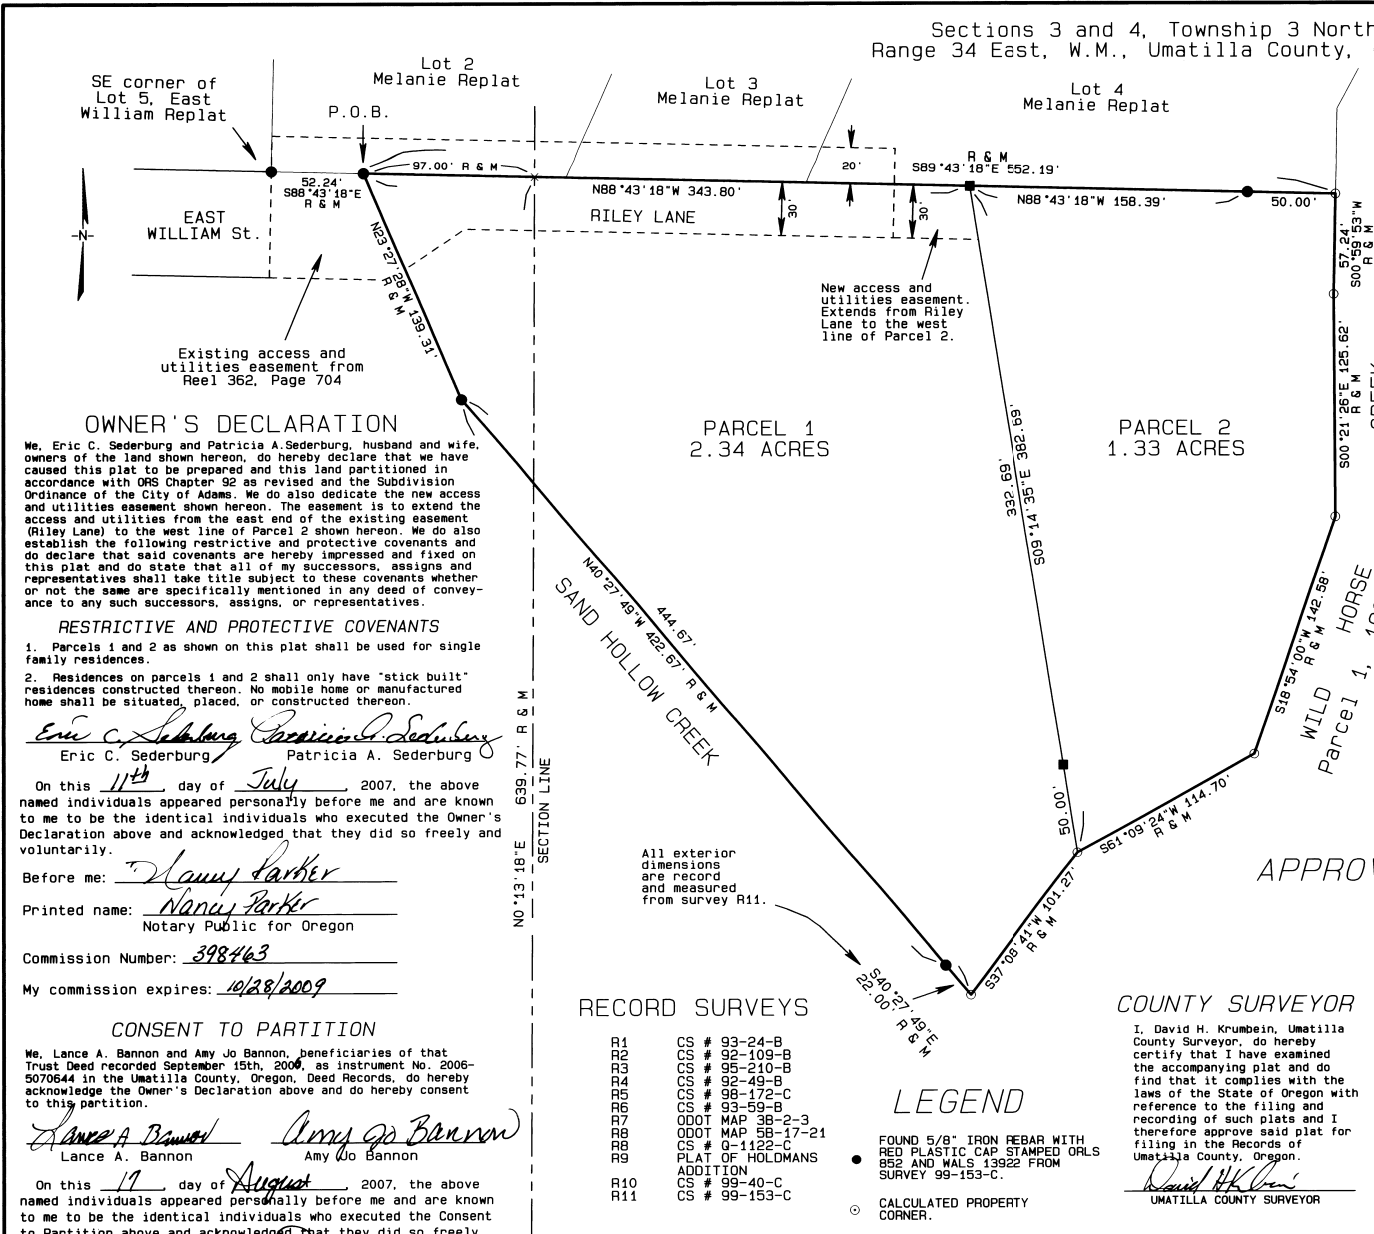 Sections 3 and 4, Township 3 North
Range 34 East, W.M., Umatilla County,
SE corner of
Lot 5, East
William Replat
Lot 2
Melanie Replat
Lot 3
Melanie Replat
Lot 4
Melanie Replat
P.O.B.
97.00' R & M
52.24'
S88°43'18"E
R & M
N88°43'18"W 343.80'
20'
R & M
S89°43'18"E 552.19'
N88°43'18"W 158.39'
50.00'
EAST
WILLIAM St.
RILEY LANE
30'
30'
-N-
N23°27'28"W 139.31'
R & M
57.24'
S00°59'53"W
R & M
New access and
utilities easement.
Extends from Riley
Lane to the west
line of Parcel 2.
Existing access and
utilities easement from
Reel 362, Page 704
S00°21'26"E 125.62'
R & M
CREEK
PARCEL 1
2.34 ACRES
PARCEL 2
1.33 ACRES
332.69'
S09°14'35"E 382.69'
OWNER'S DECLARATION
We, Eric C. Sederburg and Patricia A.Sederburg, husband and wife,
owners of the land shown hereon, do hereby declare that we have
caused this plat to be prepared and this land partitioned in
accordance with ORS Chapter 92 as revised and the Subdivision
Ordinance of the City of Adams. We do also dedicate the new access
and utilities easement shown hereon. The easement is to extend the
access and utilities from the east end of the existing easement
(Riley Lane) to the west line of Parcel 2 shown hereon. We do also
establish the following restrictive and protective covenants and
do declare that said covenants are hereby impressed and fixed on
this plat and do state that all of my successors, assigns and
representatives shall take title subject to these covenants whether
or not the same are specifically mentioned in any deed of convey-
ance to any such successors, assigns, or representatives.
RESTRICTIVE AND PROTECTIVE COVENANTS
1. Parcels 1 and 2 as shown on this plat shall be used for single
family residences.
2. Residences on parcels 1 and 2 shall only have "stick built"
residences constructed thereon. No mobile home or manufactured
home shall be situated, placed, or constructed thereon.
Eric C. Sederburg Patricia A. Sederburg
Eric C. Sederburg Patricia A. Sederburg
On this 11th day of July, 2007, the above
named individuals appeared personally before me and are known
to me to be the identical individuals who executed the Owner's
Declaration above and acknowledged that they did so freely and
voluntarily.
Before me: Nancy Parker
Printed name: Nancy Parker
Notary Public for Oregon
Commission Number: 398463
My commission expires: 10/28/2009
CONSENT TO PARTITION
We, Lance A. Bannon and Amy Jo Bannon, beneficiaries of that
Trust Deed recorded September 15th, 2006, as instrument No. 2006-
5070644 in the Umatilla County, Oregon, Deed Records, do hereby
acknowledge the Owner's Declaration above and do hereby consent
to this partition.
Lance A Bannon Amy Jo Bannon
Lance A. Bannon Amy Jo Bannon
On this 17 day of August 2007, the above
named individuals appeared personally before me and are known
to me to be the identical individuals who executed the Consent
to Partition above and acknowledged that they did so freely
N40°27'49"W 422.67' R & M
444.67'
SAND HOLLOW CREEK
N0°13'18"E 639.77' R & M
SECTION LINE
S18°54'00"W 142.58'
R & M
WILD HORSE
Parcel 1,
50.00'
S61°09'24"W 114.70'
R & M
S37°08'41"W 101.27'
R & M
All exterior
dimensions
are record
and measured
from survey R11.
S40°27'49"E
22.00' R & M
APPROV
RECORD SURVEYS
R1 CS # 93-24-B
R2 CS # 92-109-B
R3 CS # 95-210-B
R4 CS # 92-49-B
R5 CS # 98-172-C
R6 CS # 93-59-B
R7 ODOT MAP 3B-2-3
R8 ODOT MAP 5B-17-21
R8 CS # G-1122-C
R9 PLAT OF HOLDMANS
ADDITION
R10 CS # 99-40-C
R11 CS # 99-153-C
LEGEND
FOUND 5/8" IRON REBAR WITH
RED PLASTIC CAP STAMPED ORLS
852 AND WALS 13922 FROM
SURVEY 99-153-C.
CALCULATED PROPERTY
CORNER.
COUNTY SURVEYOR
I, David H. Krumbein, Umatilla
County Surveyor, do hereby
certify that I have examined
the accompanying plat and do
find that it complies with the
laws of the State of Oregon with
reference to the filing and
recording of such plats and I
therefore approve said plat for
filing in the Records of
Umatilla County, Oregon.
UMATILLA COUNTY SURVEYOR